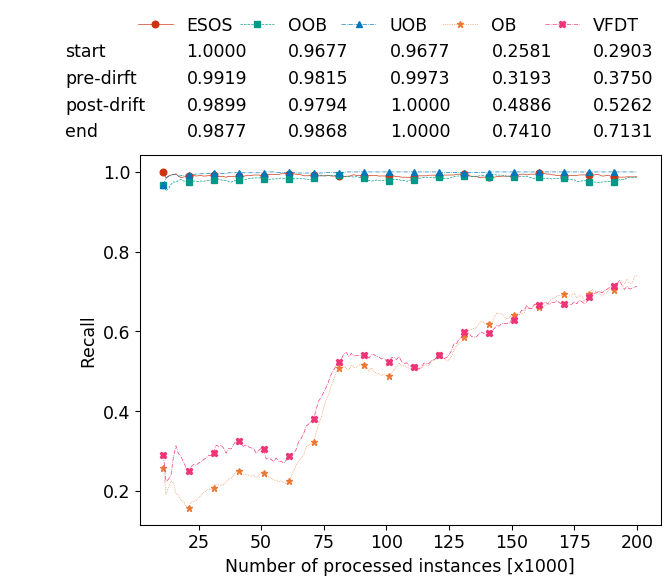 ESOS OOB UOB OB VFDT
start 1.0000 0.9677 0.9677 0.2581 0.2903
pre-dirft 0.9919 0.9815 0.9973 0.3193 0.3750
post-drift 0.9899 0.9794 1.0000 0.4886 0.5262
end 0.9877 0.9868 1.0000 0.7410 0.7131
1.0
0.8
0.6
0.4
0.2
Recall
25 50 75 100 125 150 175 200
Number of processed instances [x1000]